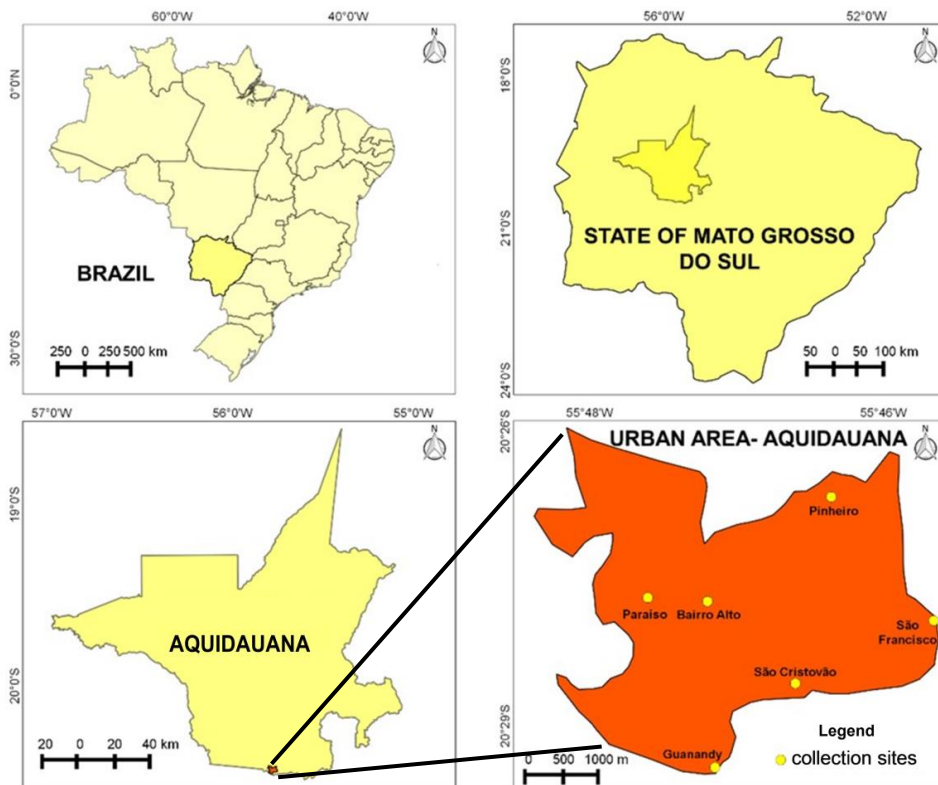 60°0'W 40°0'W
0°0'N
BRAZIL
30°0'S
250 0 250 500 km
56°0'W 52°0'W
18°0'S
21°0'S
STATE OF MATO GROSSO
DO SUL
24°0'S
50 0 50 100 km
57°0'W 56°0'W 55°0'W
19°0'S
AQUIDAUANA
20°0'S
20 0 20 40 km
55°48'W 55°46'W
20°26'S
URBAN AREA- AQUIDAUANA
Pinheiro
Paraiso
Bairro Alto
São
Francisco
São Cristovão
20°29'S
Guanandy
Legend
collection sites
500 0 1000 m